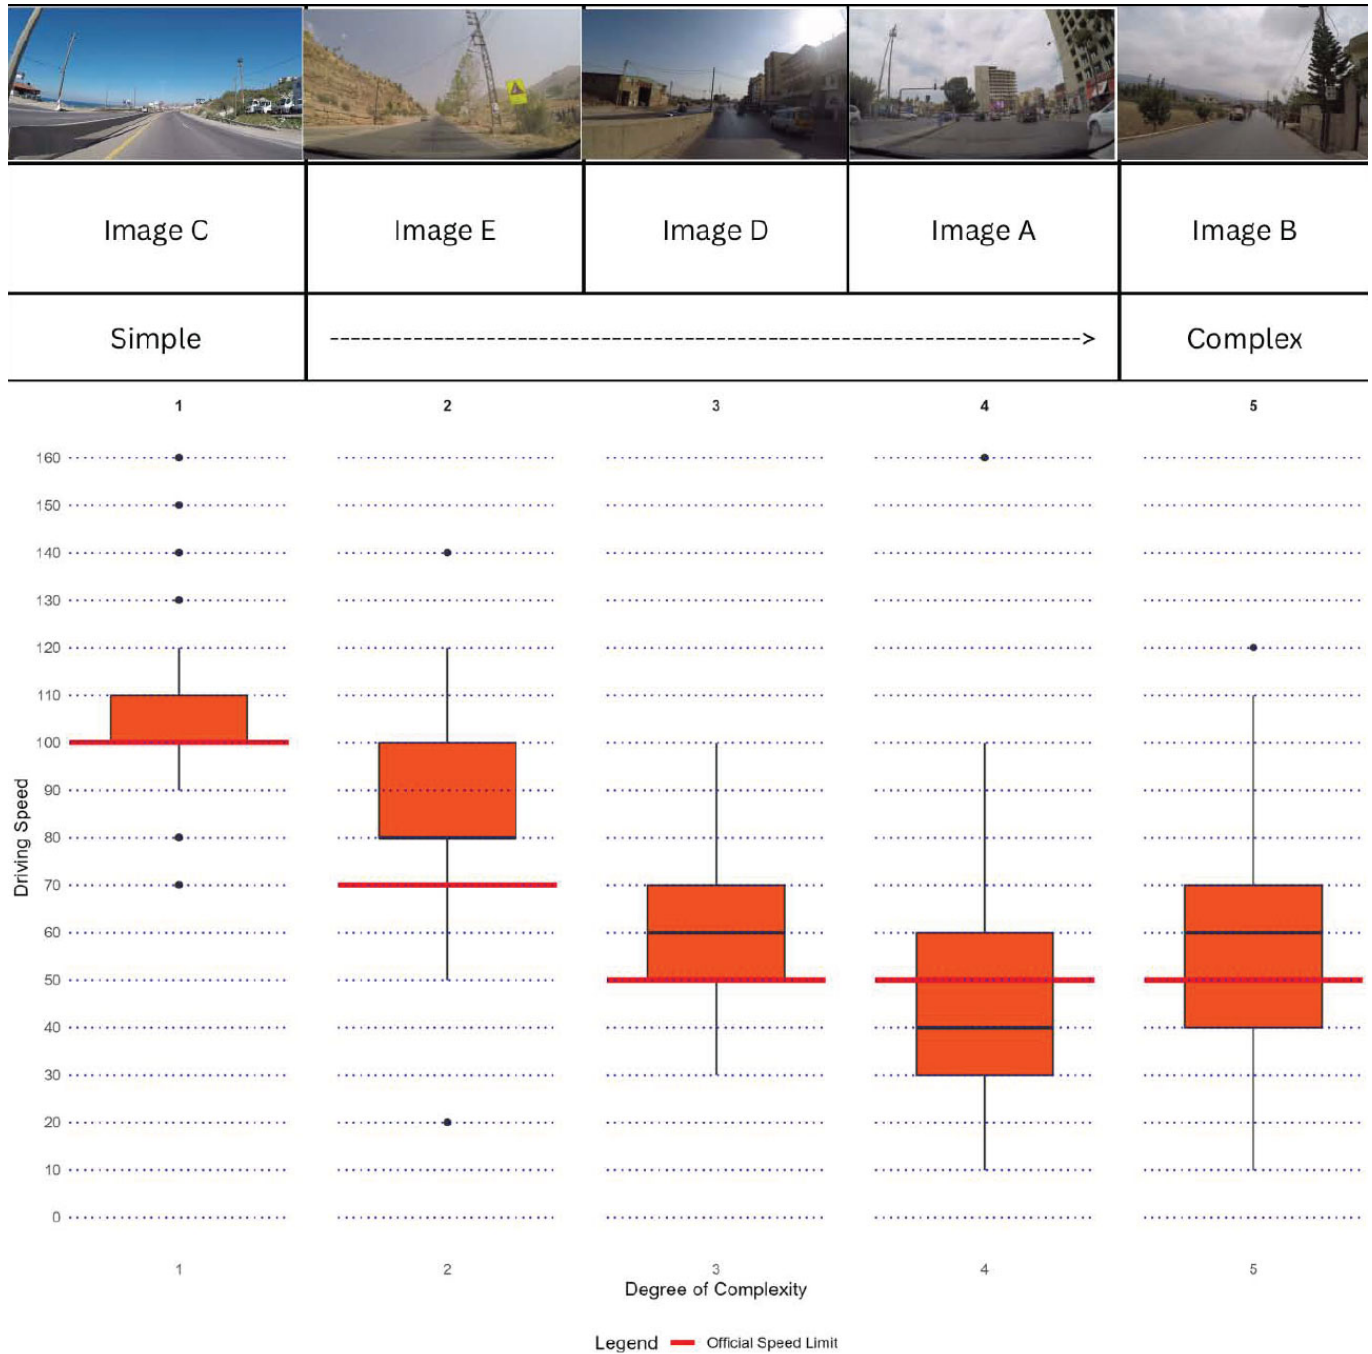 Image C Image E Image D Image A Image B
Simple ----------------------------------------------------------> Complex
1 2 3 4 5
160
150
140
130
120
110
100
90
80
70
60
50
40
30
20
10
0
Driving Speed
1 2 3 4 5
Degree of Complexity
Legend Official Speed Limit